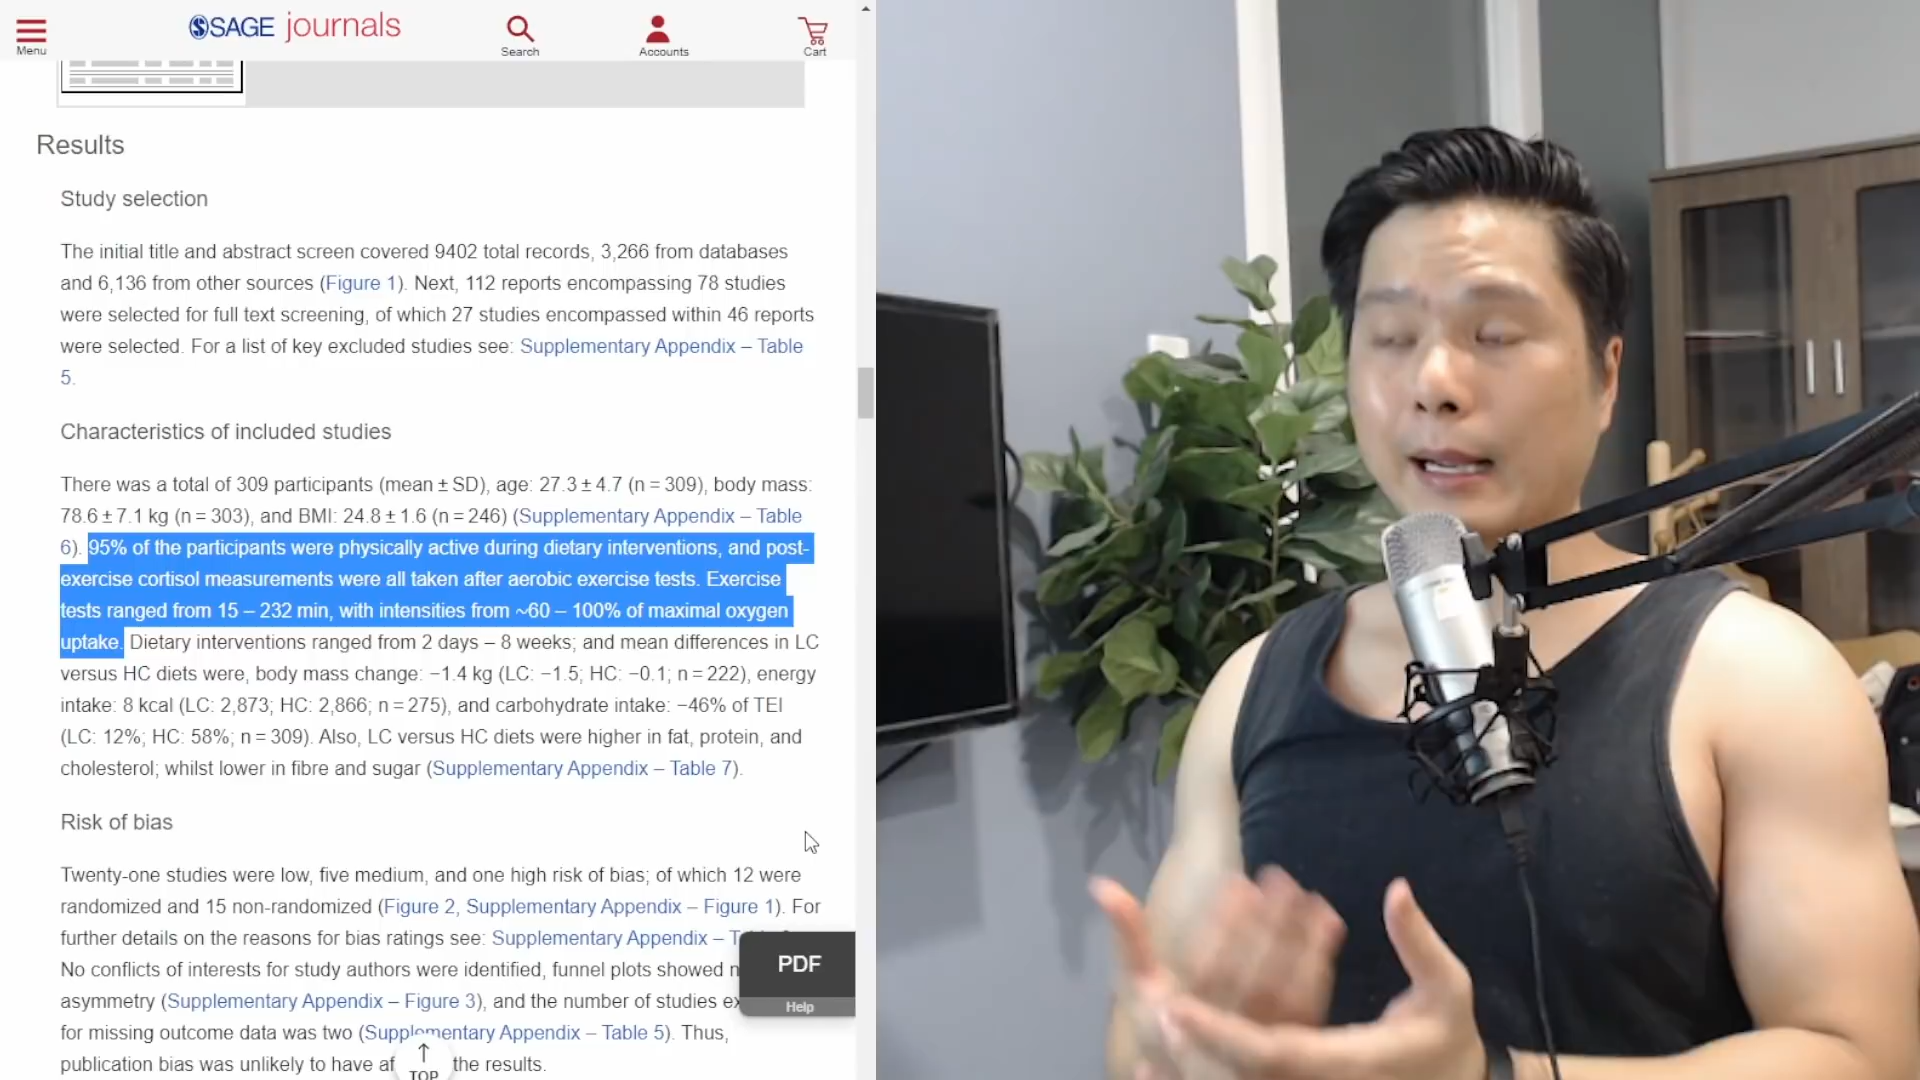 Menu
SAGE journals
Search
Accounts
Cart
Results
Study selection
The initial title and abstract screen covered 9402 total records, 3,266 from databases
and 6,136 from other sources (Figure 1). Next, 112 reports encompassing 78 studies
were selected for full text screening, of which 27 studies encompassed within 46 reports
were selected. For a list of key excluded studies see: Supplementary Appendix – Table
5.
Characteristics of included studies
There was a total of 309 participants (mean ± SD), age: 27.3 ± 4.7 (n = 309), body mass:
78.6 ± 7.1 kg (n = 303), and BMI: 24.8 ± 1.6 (n = 246) (Supplementary Appendix – Table
6). 95% of the participants were physically active during dietary interventions, and post-
exercise cortisol measurements were all taken after aerobic exercise tests. Exercise
tests ranged from 15 – 232 min, with intensities from ~60 – 100% of maximal oxygen
uptake. Dietary interventions ranged from 2 days – 8 weeks; and mean differences in LC
versus HC diets were, body mass change: −1.4 kg (LC: −1.5; HC: −0.1; n = 222), energy
intake: 8 kcal (LC: 2,873; HC: 2,866; n = 275), and carbohydrate intake: −46% of TEI
(LC: 12%; HC: 58%; n = 309). Also, LC versus HC diets were higher in fat, protein, and
cholesterol; whilst lower in fibre and sugar (Supplementary Appendix – Table 7).
Risk of bias
Twenty-one studies were low, five medium, and one high risk of bias; of which 12 were
randomized and 15 non-randomized (Figure 2, Supplementary Appendix – Figure 1). For
further details on the reasons for bias ratings see: Supplementary Appendix –
No conflicts of interests for study authors were identified, funnel plots showed
asymmetry (Supplementary Appendix – Figure 3), and the number of studies
for missing outcome data was two (Supplementary Appendix – Table 5). Thus,
publication bias was unlikely to have the results.
PDF
Help
TOP